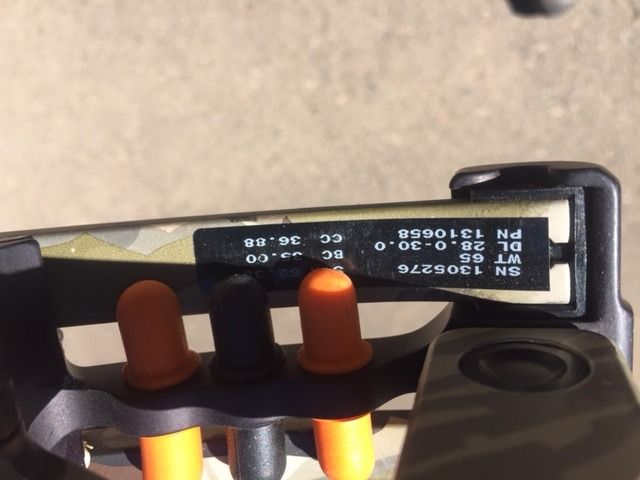 SN 1305276
WT 65 BC
DL 28.0-30.0 CC 36.88
PN 1310658